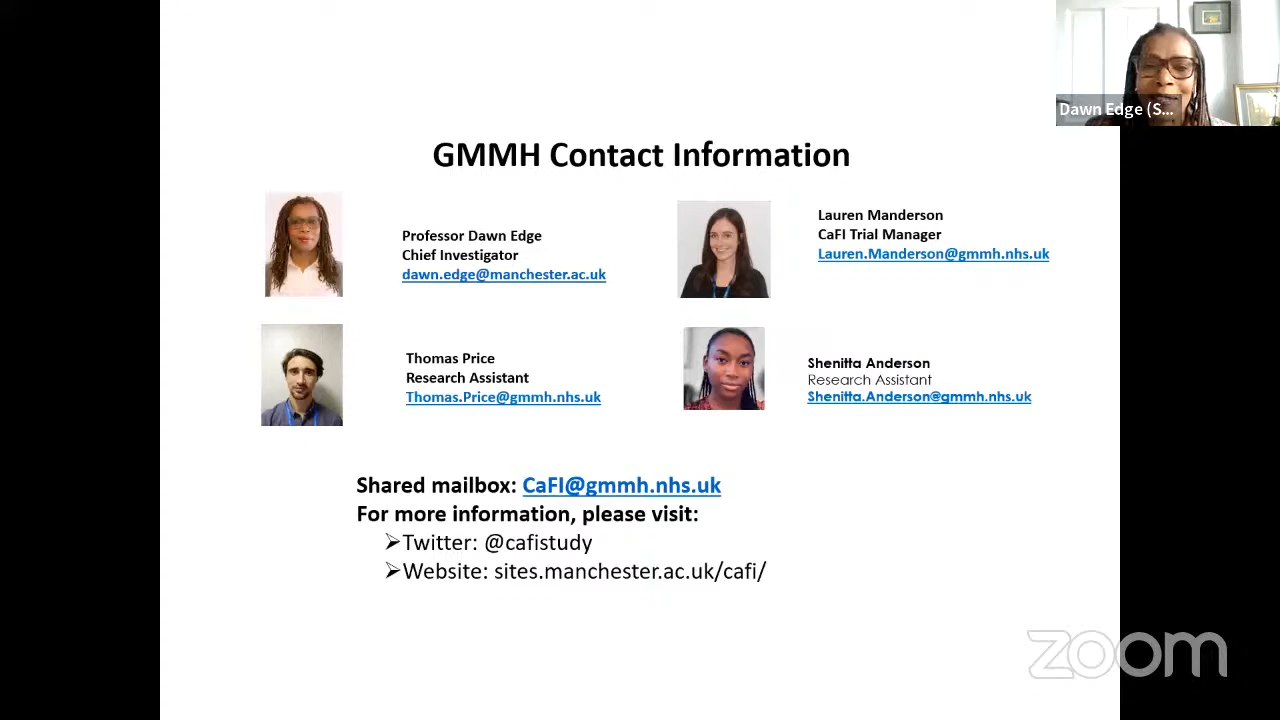 Dawn Edge (S...
GMMH Contact Information
Professor Dawn Edge
Chief Investigator
dawn.edge@manchester.ac.uk
Lauren Manderson
CaFI Trial Manager
Lauren.Manderson@gmmh.nhs.uk
Thomas Price
Research Assistant
Thomas.Price@gmmh.nhs.uk
Shenitta Anderson
Research Assistant
Shenitta.Anderson@gmmh.nhs.uk
Shared mailbox: CaFI@gmmh.nhs.uk
For more information, please visit:
➢Twitter: @cafistudy
➢Website: sites.manchester.ac.uk/cafi/
zoom